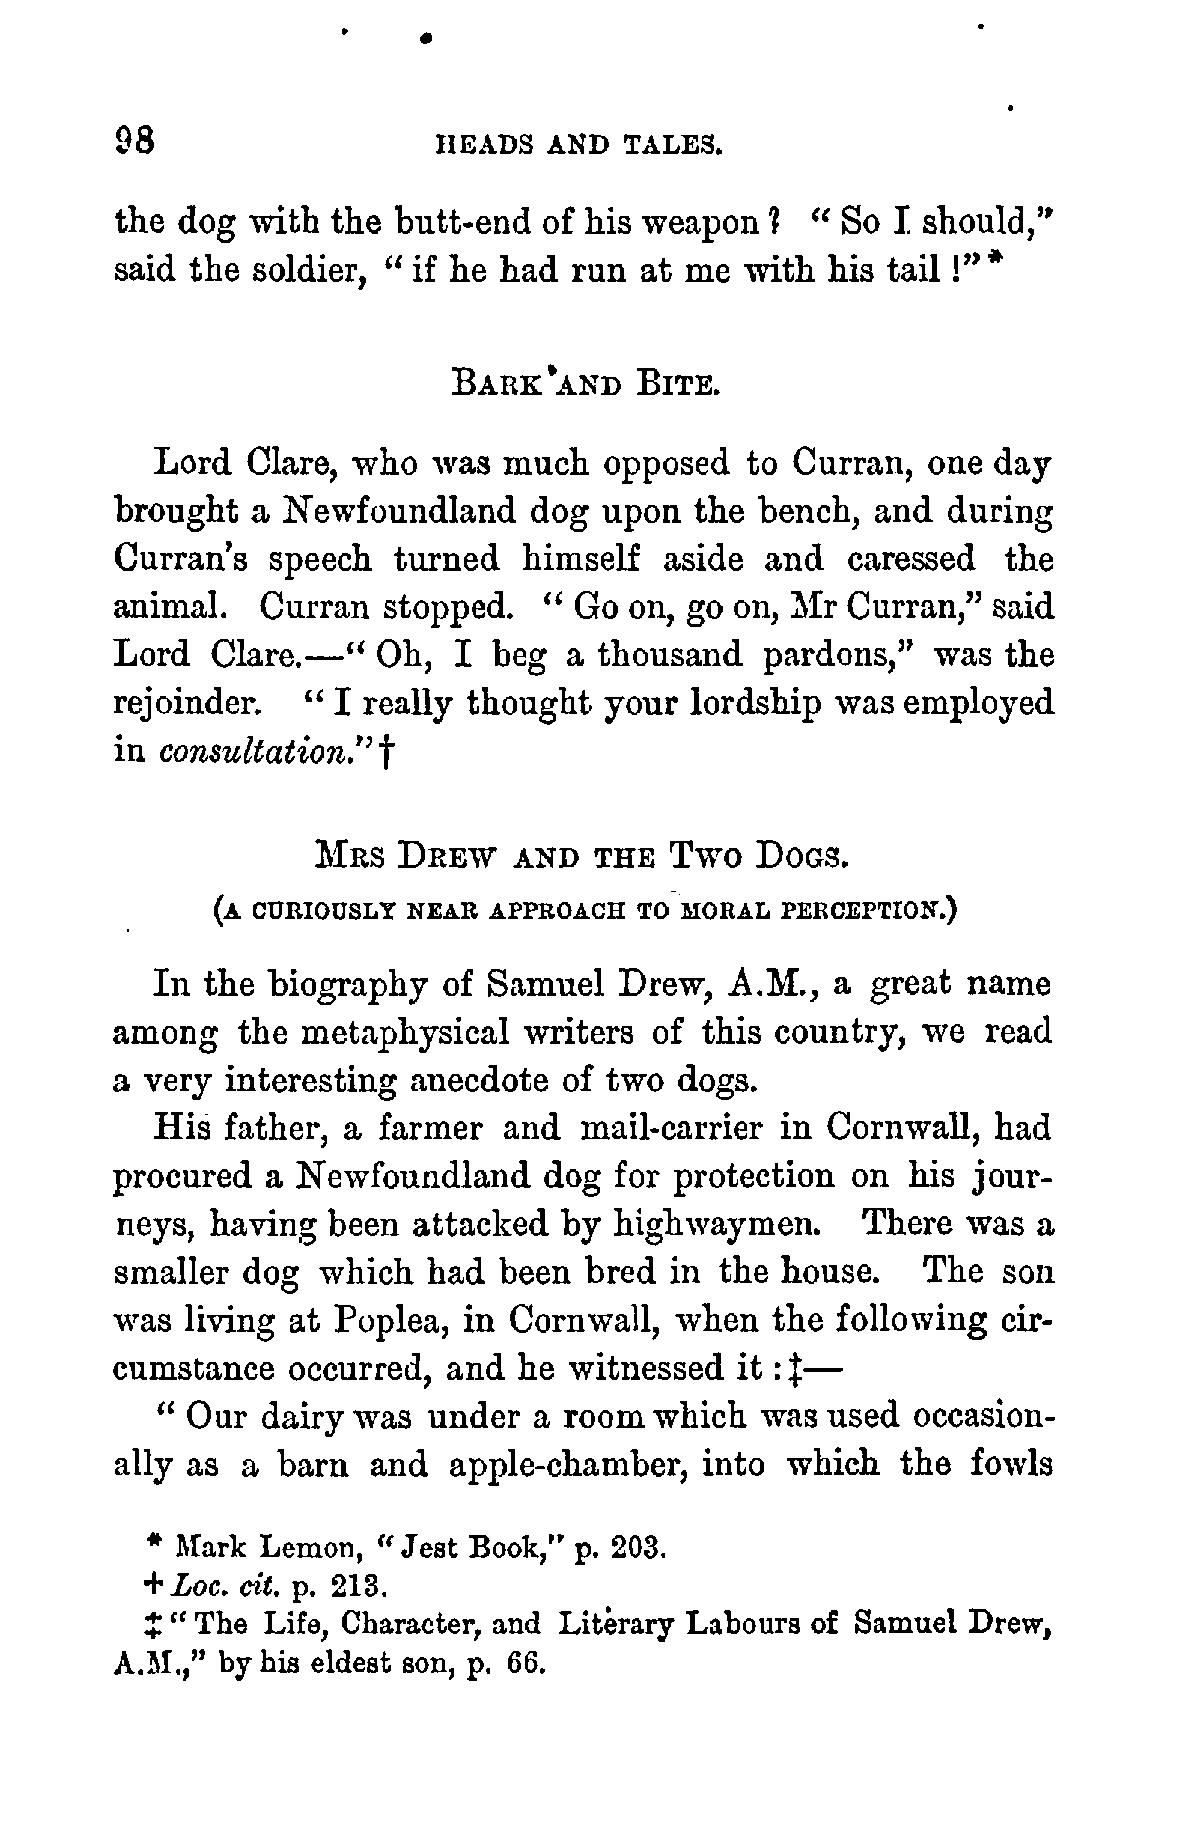 98 HEADS AND TALES.
the dog with the butt-end of his weapon? “ So I should,”
said the soldier, “ if he had run at me with his tail !” *
BARK AND BITE.
Lord Clare, who was much opposed to Curran, one day
brought a Newfoundland dog upon the bench, and during
Curran’s speech turned himself aside and caressed the
animal. Curran stopped. “ Go on, go on, Mr Curran,” said
Lord Clare.—“ Oh, I beg a thousand pardons,” was the
rejoinder. “ I really thought your lordship was employed
in consultation.” †
MRS DREW AND THE TWO DOGS.
(A CURIOUSLY NEAR APPROACH TO MORAL PERCEPTION.)
In the biography of Samuel Drew, A.M., a great name
among the metaphysical writers of this country, we read
a very interesting anecdote of two dogs.
His father, a farmer and mail-carrier in Cornwall, had
procured a Newfoundland dog for protection on his jour-
neys, having been attacked by highwaymen. There was a
smaller dog which had been bred in the house. The son
was living at Poplea, in Cornwall, when the following cir-
cumstance occurred, and he witnessed it : ‡—
“ Our dairy was under a room which was used occasion-
ally as a barn and apple-chamber, into which the fowls
* Mark Lemon, “ Jest Book,” p. 203.
+ Loc. cit. p. 213.
‡ “ The Life, Character, and Literary Labours of Samuel Drew,
A.M.,” by his eldest son, p. 66.